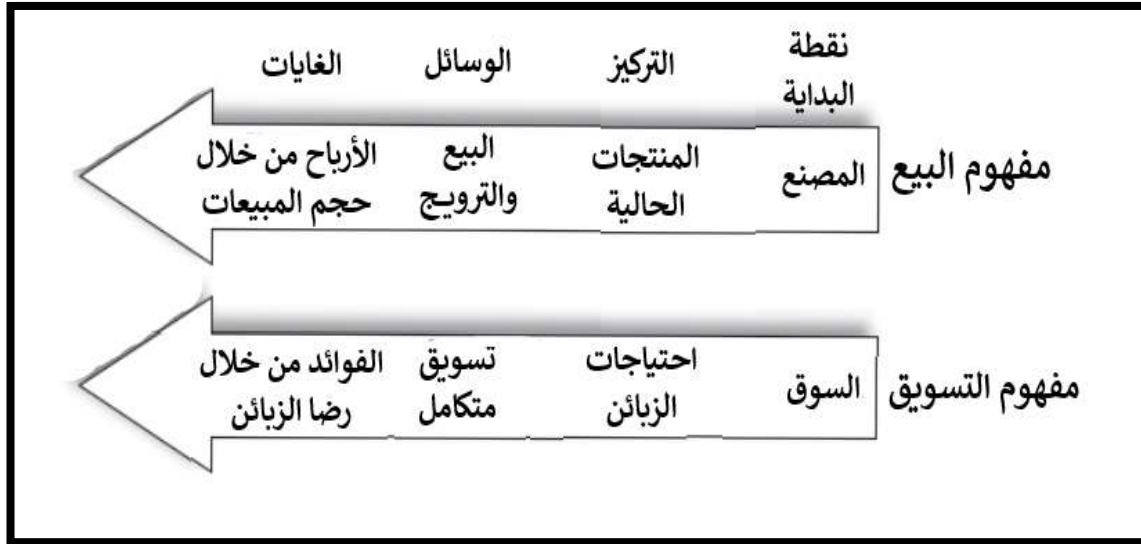 نقطة
البداية
التركيز
الوسائل
الغايات
مفهوم البيع
المصنع
المنتجات
الحالية
البيع
والترويج
الأرباح من خلال
حجم المبيعات
مفهوم التسويق
السوق
احتياجات
الزبائن
تسويق
متكامل
الفوائد من خلال
رضا الزبائن